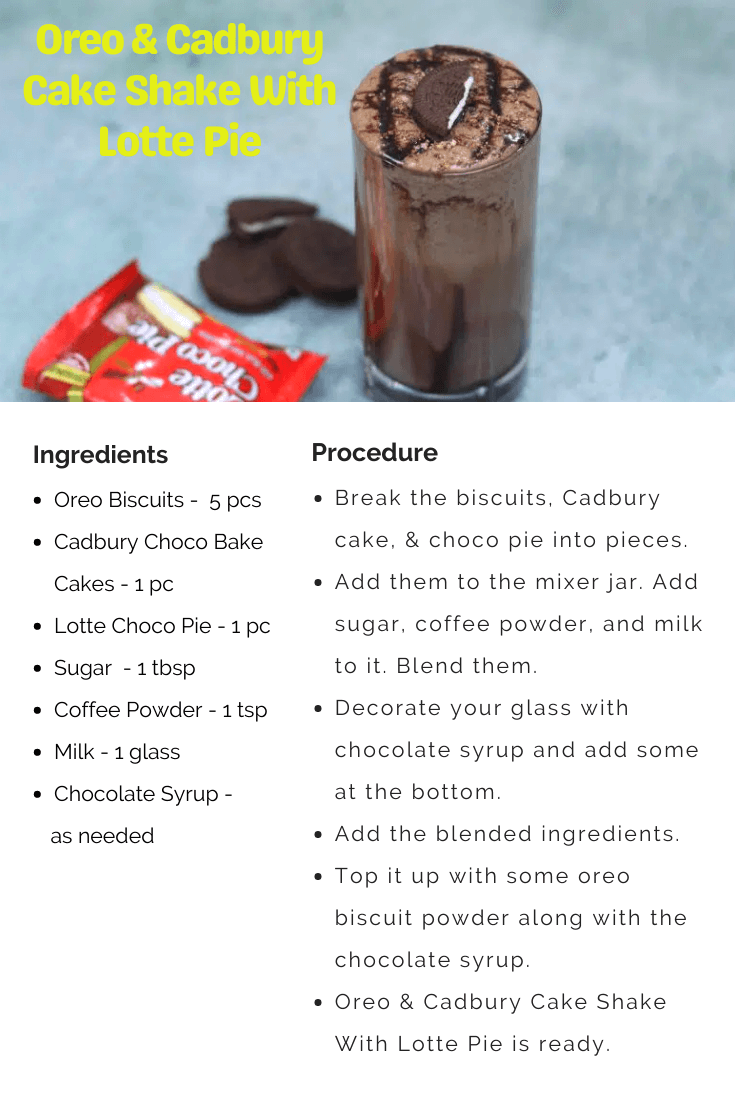 Oreo & Cadbury
Cake Shake With
Lotte Pie
Lotte
Choco Pie
Ingredients
• Oreo Biscuits - 5 pcs
• Cadbury Choco Bake
Cakes - 1 pc
• Lotte Choco Pie - 1 pc
• Sugar - 1 tbsp
• Coffee Powder - 1 tsp
• Milk - 1 glass
• Chocolate Syrup -
as needed
Procedure
• Break the biscuits, Cadbury
cake, & choco pie into pieces.
• Add them to the mixer jar. Add
sugar, coffee powder, and milk
to it. Blend them.
• Decorate your glass with
chocolate syrup and add some
at the bottom.
• Add the blended ingredients.
• Top it up with some oreo
biscuit powder along with the
chocolate syrup.
• Oreo & Cadbury Cake Shake
With Lotte Pie is ready.